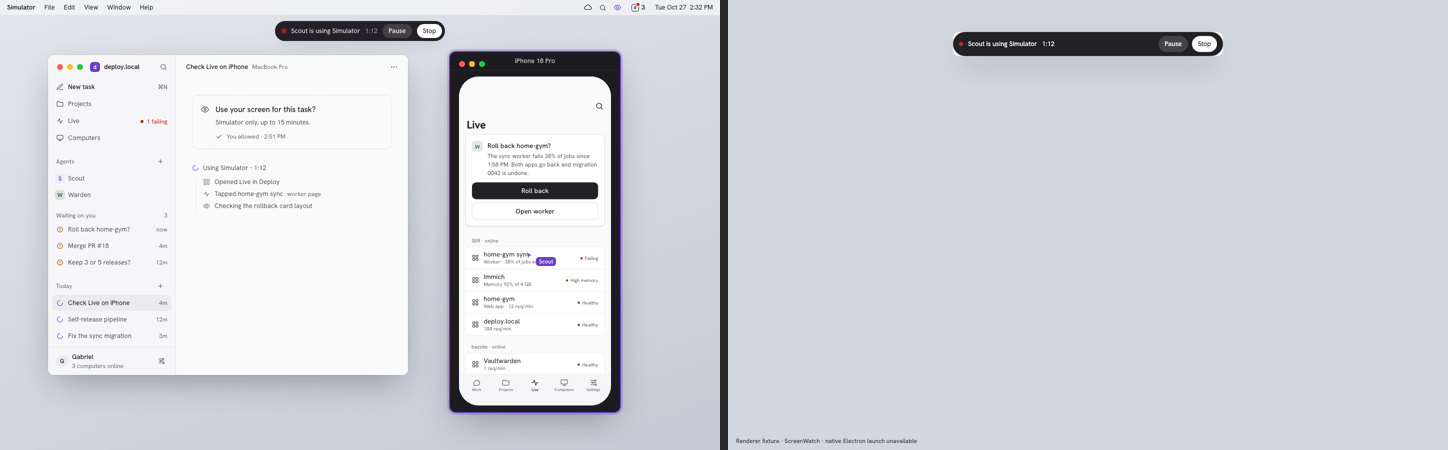 Simulator File Edit View Window Help
3 Tue Oct 27 2:32 PM
Scout is using Simulator 1:12 Pause Stop
d deploy.local
New task ⌘N
Projects
Live 1 failing
Computers
Agents
S Scout
W Warden
Waiting on you 3
Roll back home-gym? now
Merge PR #18 4m
Keep 3 or 5 releases? 12m
Today
Check Live on iPhone 4m
Self-release pipeline 12m
Fix the sync migration 3m
G Gabriel
3 computers online
Check Live on iPhone MacBook Pro
Use your screen for this task?
Simulator only, up to 15 minutes.
You allowed · 2:51 PM
Using Simulator · 1:12
Opened Live in Deploy
Tapped home-gym sync worker page
Checking the rollback card layout
iPhone 18 Pro
Live
W Roll back home-gym?
The sync worker fails 38% of jobs since
1:58 PM. Both apps go back and migration
0042 is undone.
Roll back
Open worker
SER · online
home-gym sync
Worker · 38% of jobs
Scout
Failing
Immich
Memory 92% of 4 GB
High memory
home-gym
Web app · 12 req/min
Healthy
deploy.local
184 req/min
Healthy
bazzite · online
Vaultwarden
1 req/min
Healthy
Work Projects Live Computers Settings
Scout is using Simulator 1:12 Pause Stop
Renderer fixture · ScreenWatch · native Electron launch unavailable